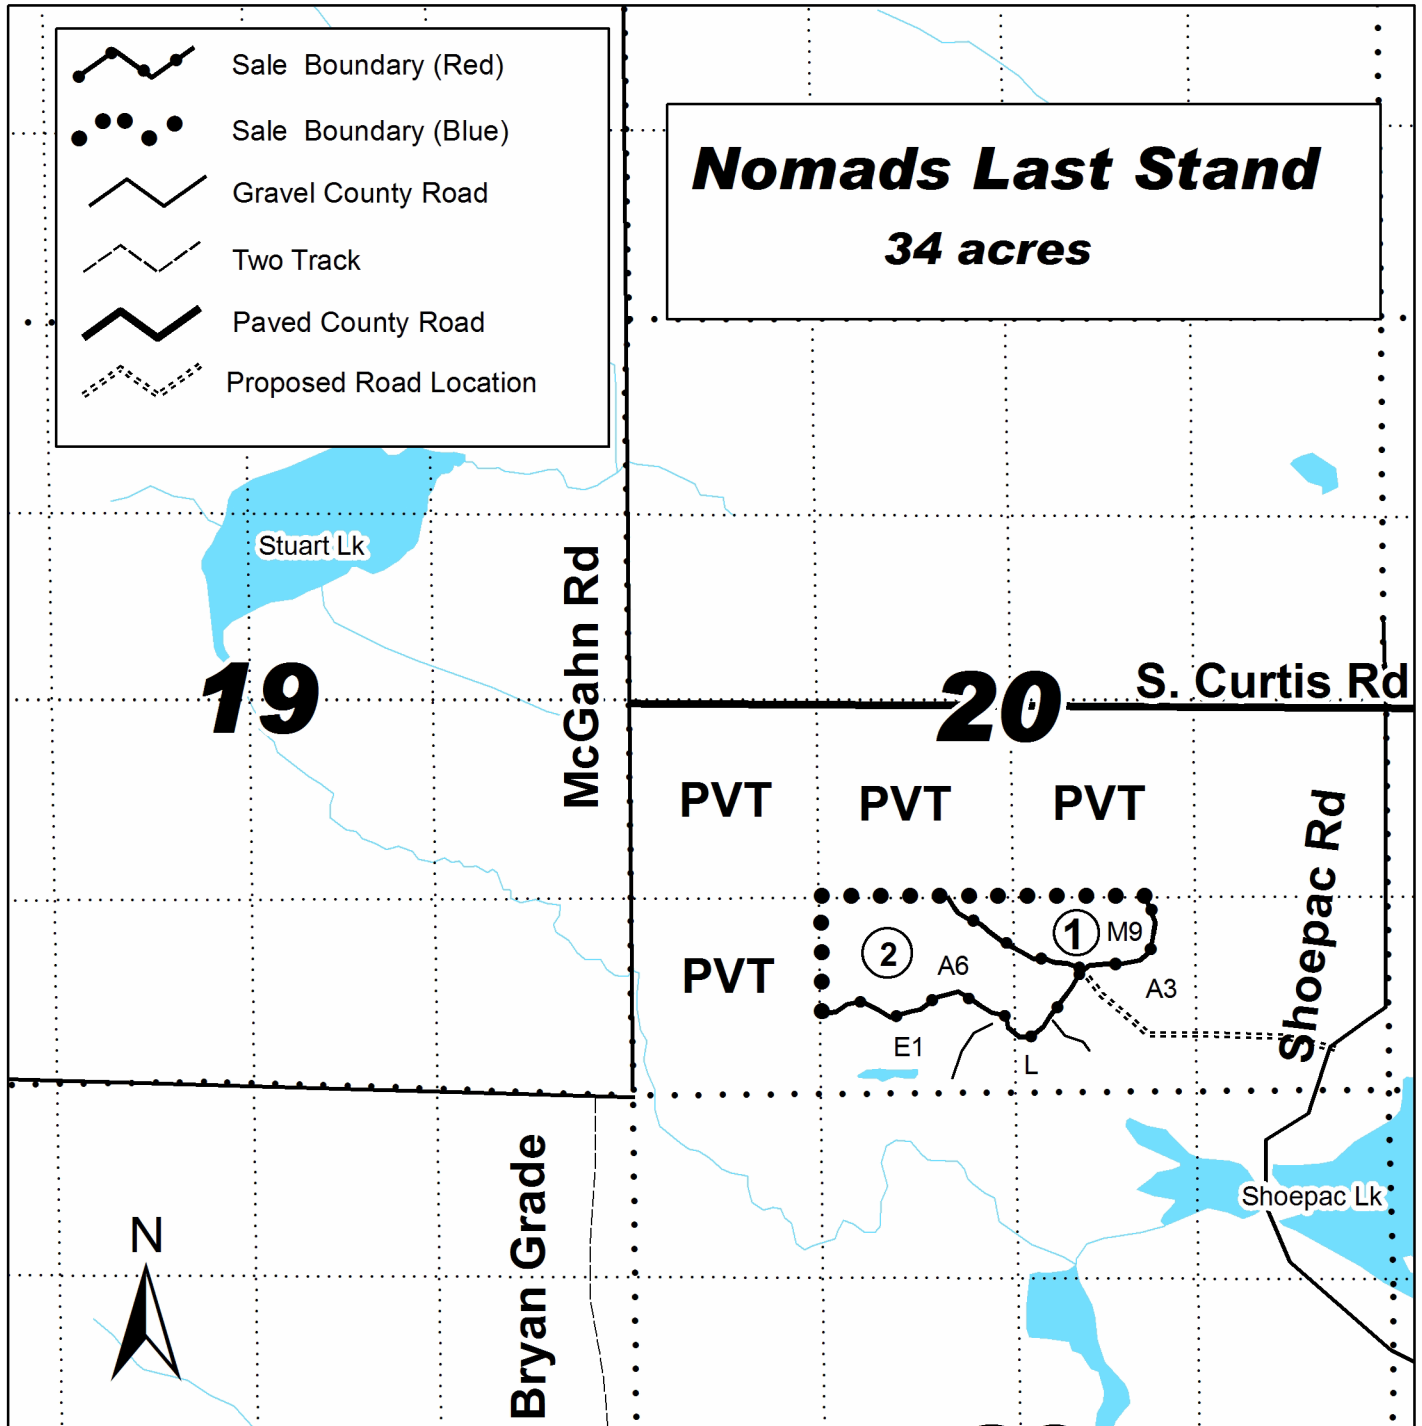 Sale Boundary (Red)
Sale Boundary (Blue)
Gravel County Road
Two Track
Paved County Road
Proposed Road Location
Nomads Last Stand
34 acres
Stuart Lk
McGahn Rd
19
20
S. Curtis Rd
PVT
PVT
PVT
Shoepac Rd
1
M9
2
A6
PVT
A3
E1
L
Bryan Grade
Shoepac Lk
N